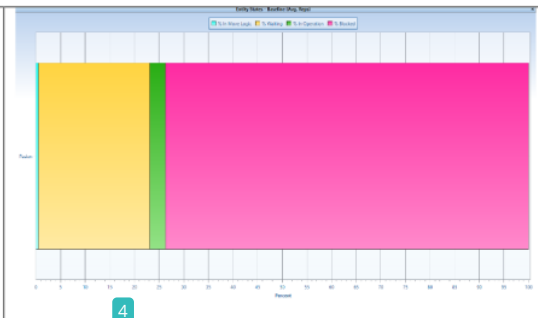 Entity States - Baseline (Avg. Reps)
% In Move Logic % Waiting % In Operation % Blocked
0 5 10 15 20 25 30 35 40 45 50 55 60 65 70 75 80 85 90 95 100
Percent
4